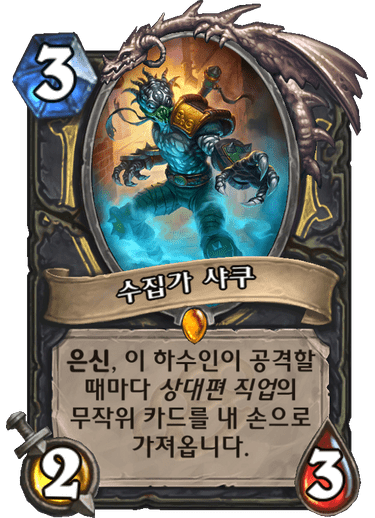 3
수집가 샤쿠
은신, 이 하수인이 공격할
때마다 상대편 직업의
무작위 카드를 내 손으로
가져옵니다.
2
3